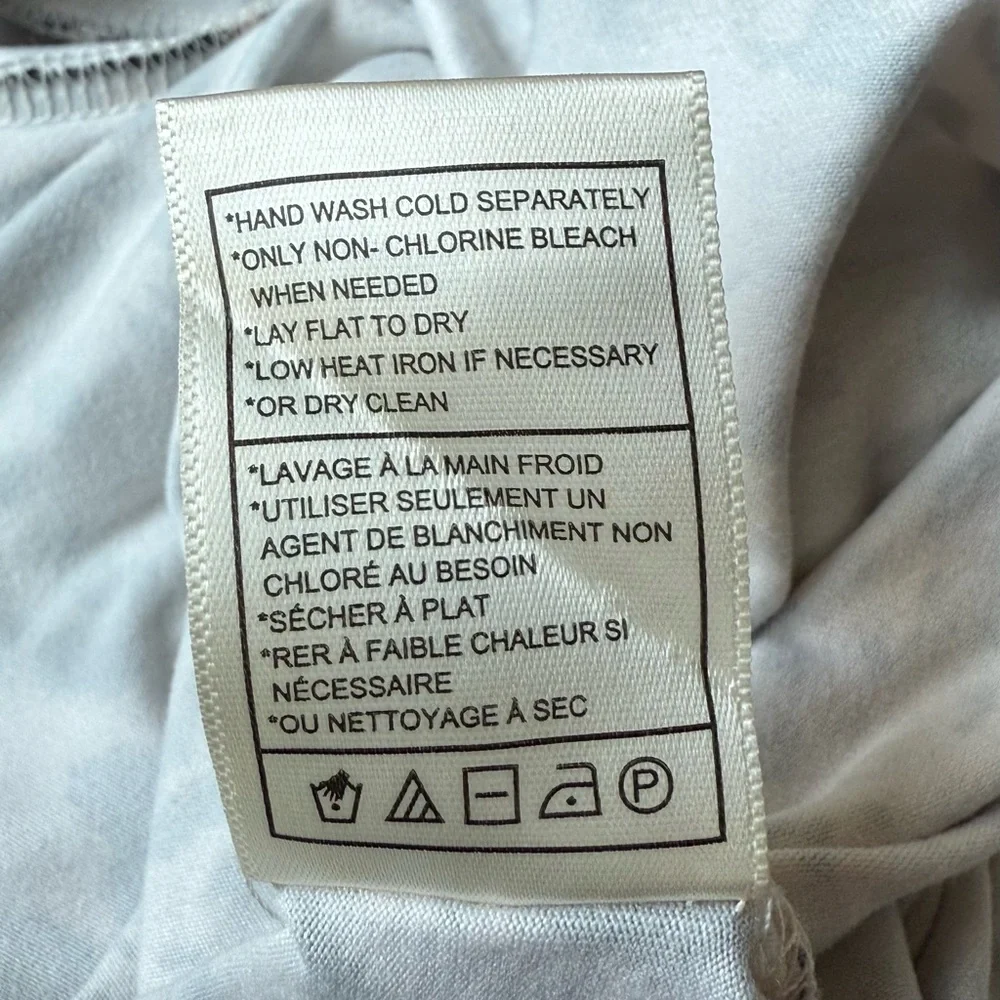 *HAND WASH COLD SEPARATELY
*ONLY NON- CHLORINE BLEACH
WHEN NEEDED
*LAY FLAT TO DRY
*LOW HEAT IRON IF NECESSARY
*OR DRY CLEAN
*LAVAGE À LA MAIN FROID
*UTILISER SEULEMENT UN
AGENT DE BLANCHIMENT NON
CHLORÉ AU BESOIN
*SÉCHER À PLAT
*RER À FAIBLE CHALEUR SI
NÉCESSAIRE
*OU NETTOYAGE À SEC
P